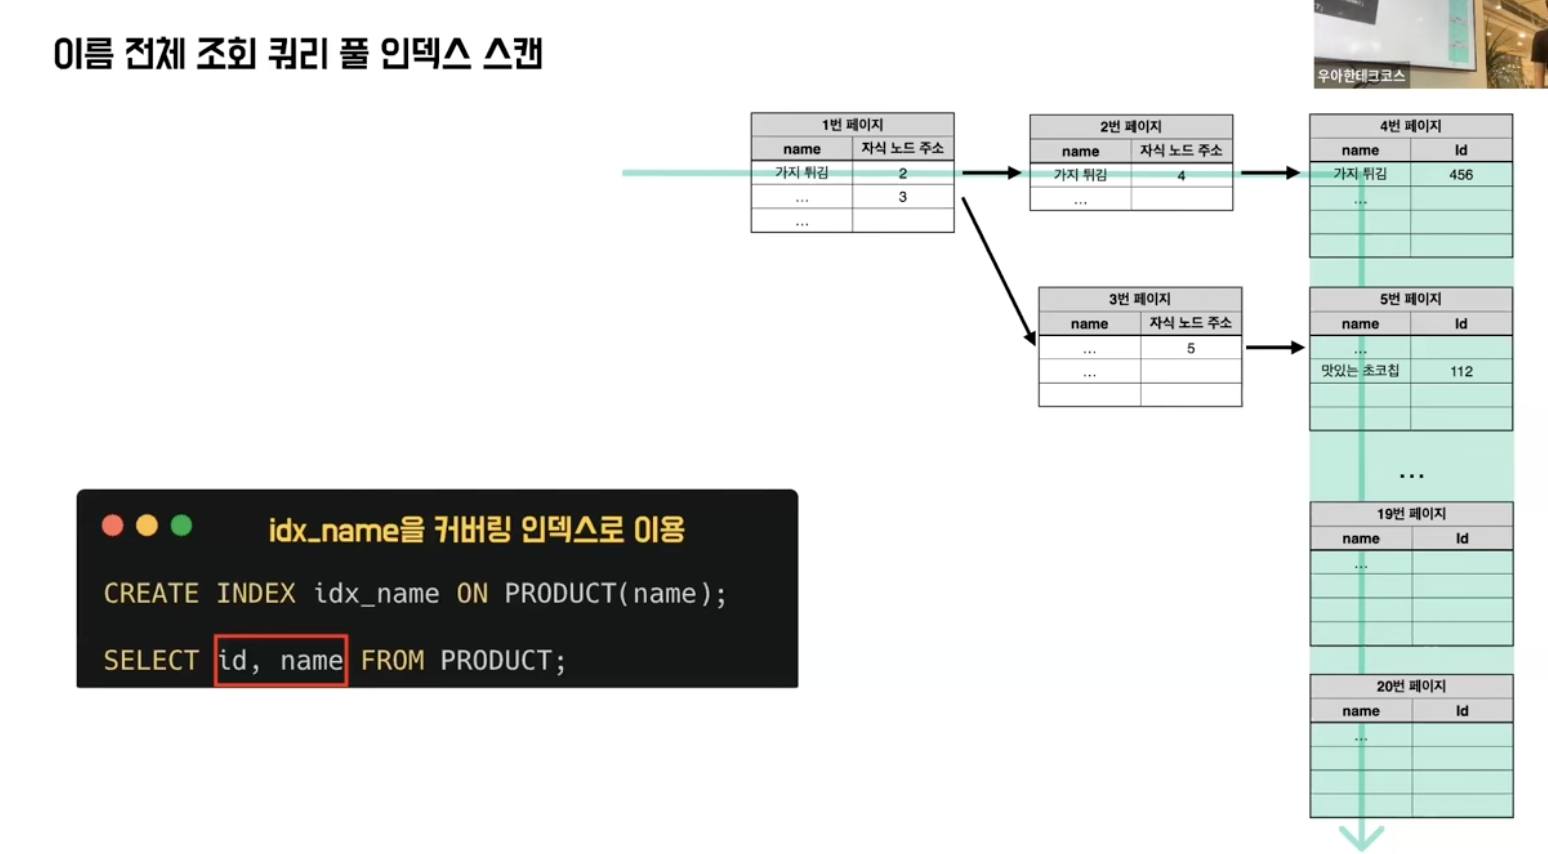 이름 전체 조회 쿼리 풀 인덱스 스캔
우아한테크코스
1번 페이지
name 자식 노드 주소
가지 튀김 2
... 3
...
2번 페이지
name 자식 노드 주소
가지 튀김 4
...
4번 페이지
name Id
가지 튀김 456
...
3번 페이지
name 자식 노드 주소
... 5
...
5번 페이지
name Id
...
맛있는 초코칩 112
...
19번 페이지
name Id
...
20번 페이지
name Id
...
idx_name을 커버링 인덱스로 이용
CREATE INDEX idx_name ON PRODUCT(name);
SELECT id, name FROM PRODUCT;